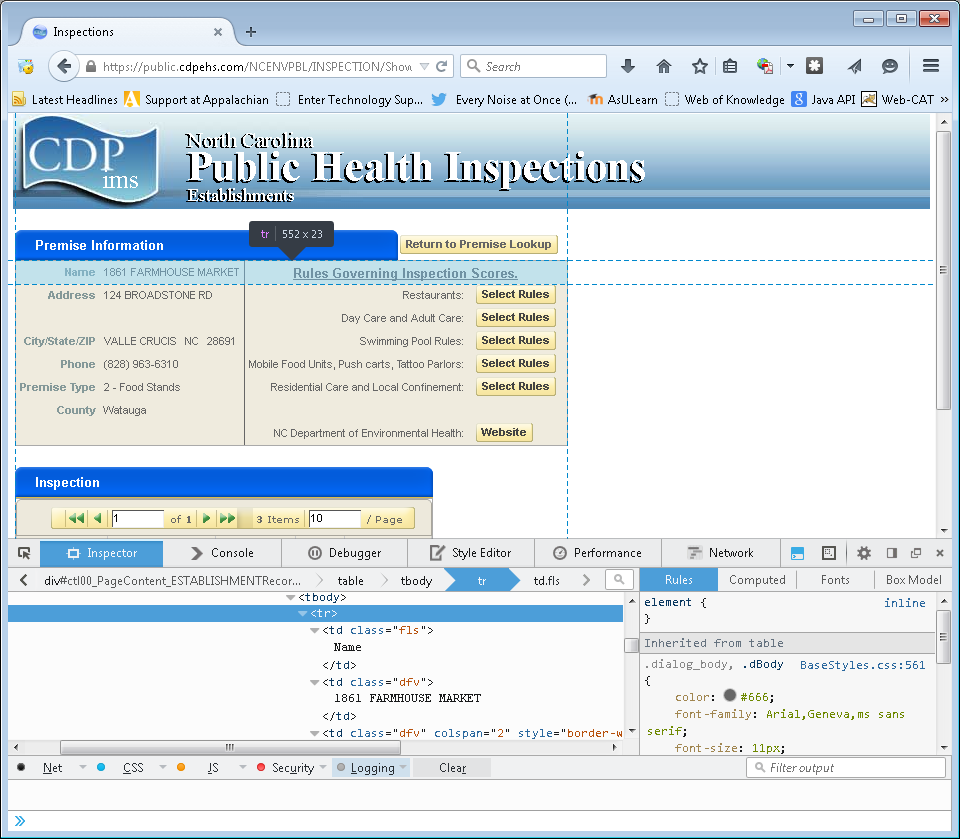 Inspections
https://public.cdpehs.com/NCENVPBL/INSPECTION/Show
Search
Latest Headlines Support at Appalachian Enter Technology Sup... Every Noise at Once (... AsULearn Web of Knowledge Java API Web-CAT »
CDP
ims
North Carolina
Public Health Inspections
Establishments
tr 552 x 23
Premise Information Return to Premise Lookup
Name 1861 FARMHOUSE MARKET Rules Governing Inspection Scores.
Address 124 BROADSTONE RD Restaurants: Select Rules
Day Care and Adult Care: Select Rules
City/State/ZIP VALLE CRUCIS NC 28691 Swimming Pool Rules: Select Rules
Phone (828) 963-6310 Mobile Food Units, Push carts, Tattoo Parlors: Select Rules
Premise Type 2 - Food Stands Residential Care and Local Confinement: Select Rules
County Watauga
NC Department of Environmental Health: Website
Inspection
1 of 1 3 Items 10 / Page
Inspector Console Debugger Style Editor Performance Network
div#ctl00_PageContent_ESTABLISHMENTRecor... table tbody tr td.fls Rules Computed Fonts Box Model
<tbody>
<tr>
<td class="fls">
Name
</td>
<td class="dfv">
1861 FARMHOUSE MARKET
</td>
<td class="dfv" colspan="2" style="border-w
element { inline
}
Inherited from table
.dialog_body, .dBody BaseStyles.css:561
{
color: #666;
font-family: Arial,Geneva,ms sans
serif;
font-size: 11px;
Net CSS JS Security Logging Clear Filter output
»